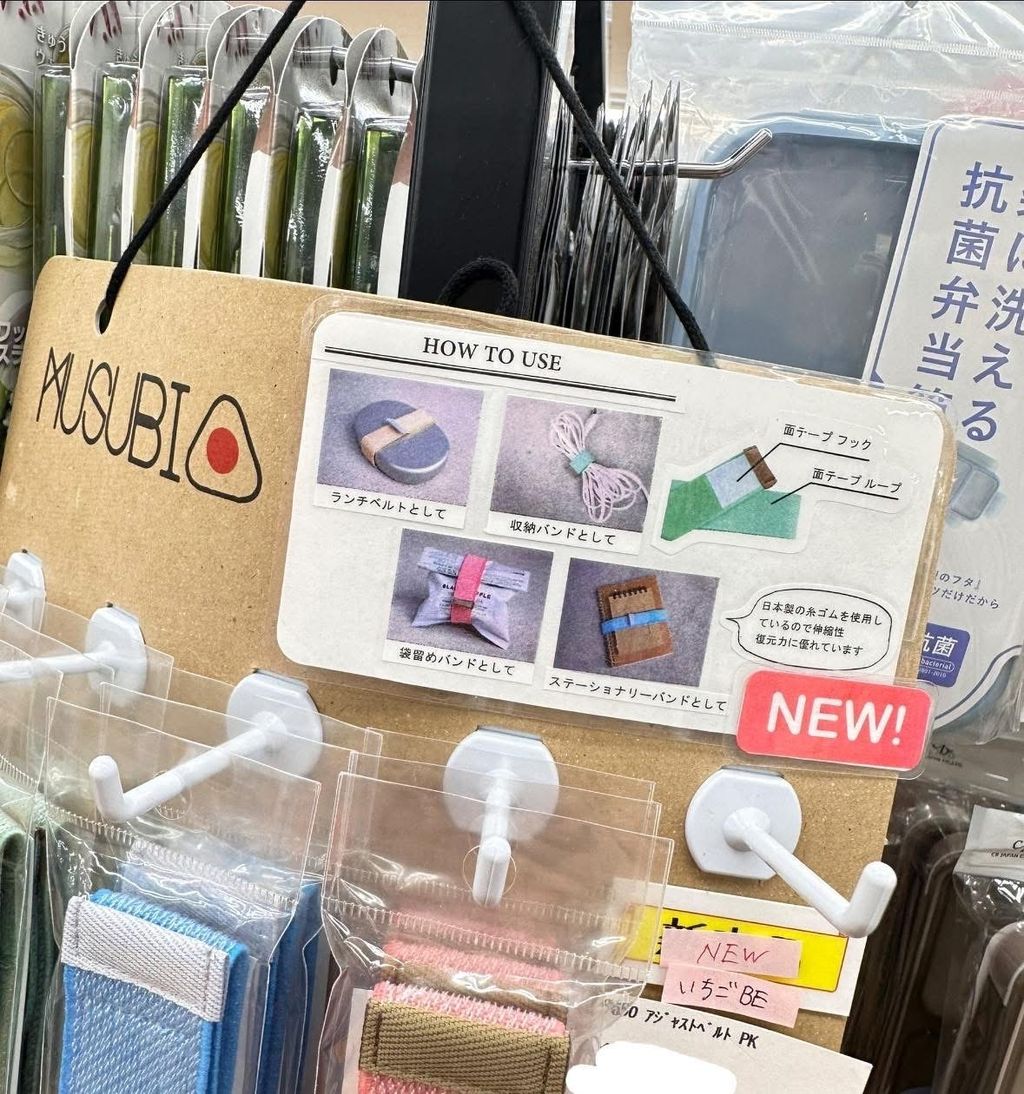 MUSUBI
HOW TO USE
ランチベルトとして
収納バンドとして
面テープ フック
面テープ ループ
袋留めバンドとして
ステーショナリーバンドとして
日本製の糸ゴムを使用し
ているので伸縮性
復元力に優れています
NEW!
NEW
いちごBE
アジャストベルト PK
抗菌弁当箱
洗える
抗菌